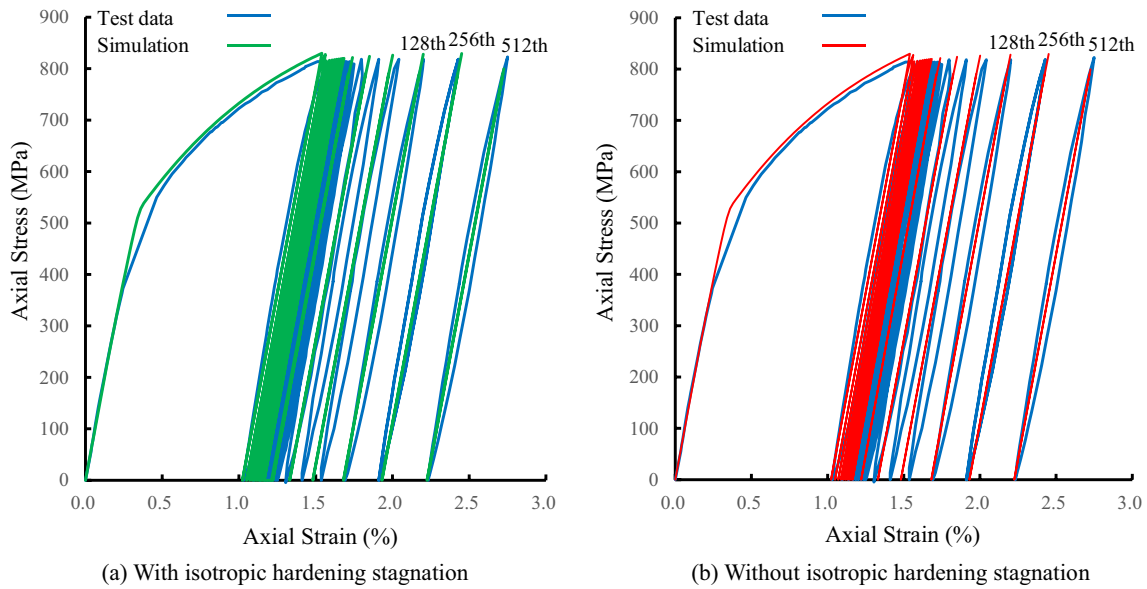 900
800
700
600
500
400
300
200
100
0
Axial Stress (MPa)
Test data
Simulation
128th
256th
512th
0.0 0.5 1.0 1.5 2.0 2.5 3.0
Axial Strain (%)
(a) With isotropic hardening stagnation
900
800
700
600
500
400
300
200
100
0
Axial Stress (MPa)
Test data
Simulation
128th
256th
512th
0.0 0.5 1.0 1.5 2.0 2.5 3.0
Axial Strain (%)
(b) Without isotropic hardening stagnation